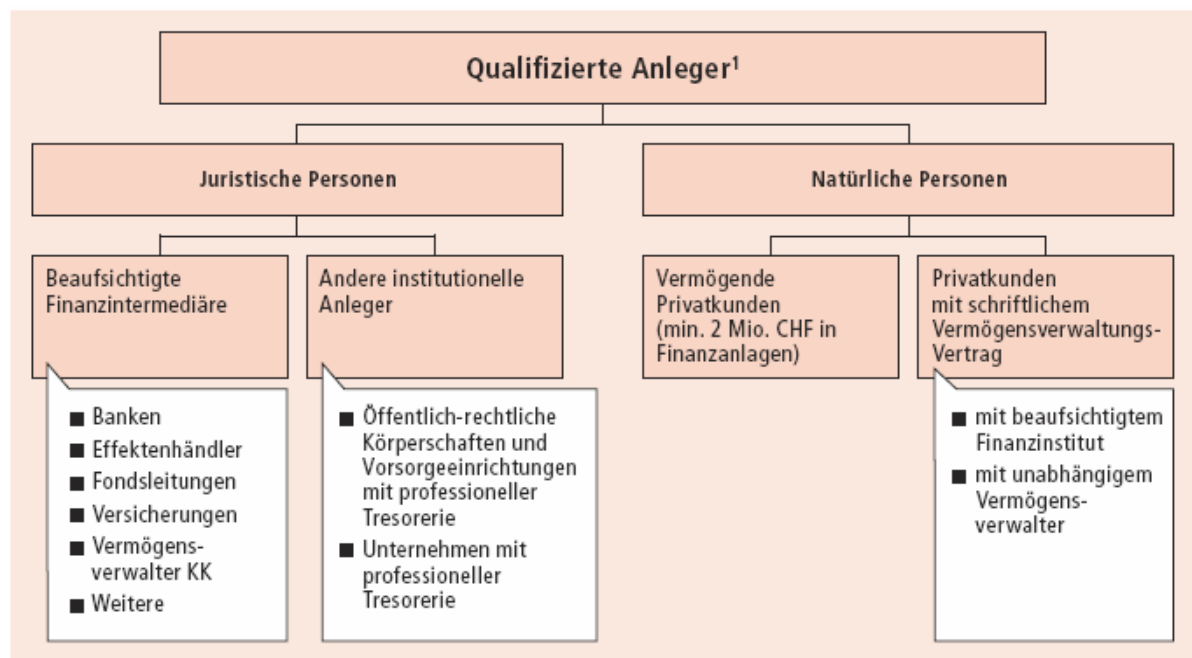 Qualifizierte Anleger¹
Juristische Personen
Natürliche Personen
Beaufsichtigte
Finanzintermediäre
Andere institutionelle
Anleger
Vermögende
Privatkunden
(min. 2 Mio. CHF in
Finanzanlagen)
Privatkunden
mit schriftlichem
Vermögensverwaltungs-
Vertrag
■ Banken
■ Effektenhändler
■ Fondsleitungen
■ Versicherungen
■ Vermögens-
verwalter KK
■ Weitere
■ Öffentlich-rechtliche
Körperschaften und
Vorsorgeeinrichtungen
mit professioneller
Tresorerie
■ Unternehmen mit
professioneller
Tresorerie
■ mit beaufsichtigtem
Finanzinstitut
■ mit unabhängigem
Vermögens-
verwalter